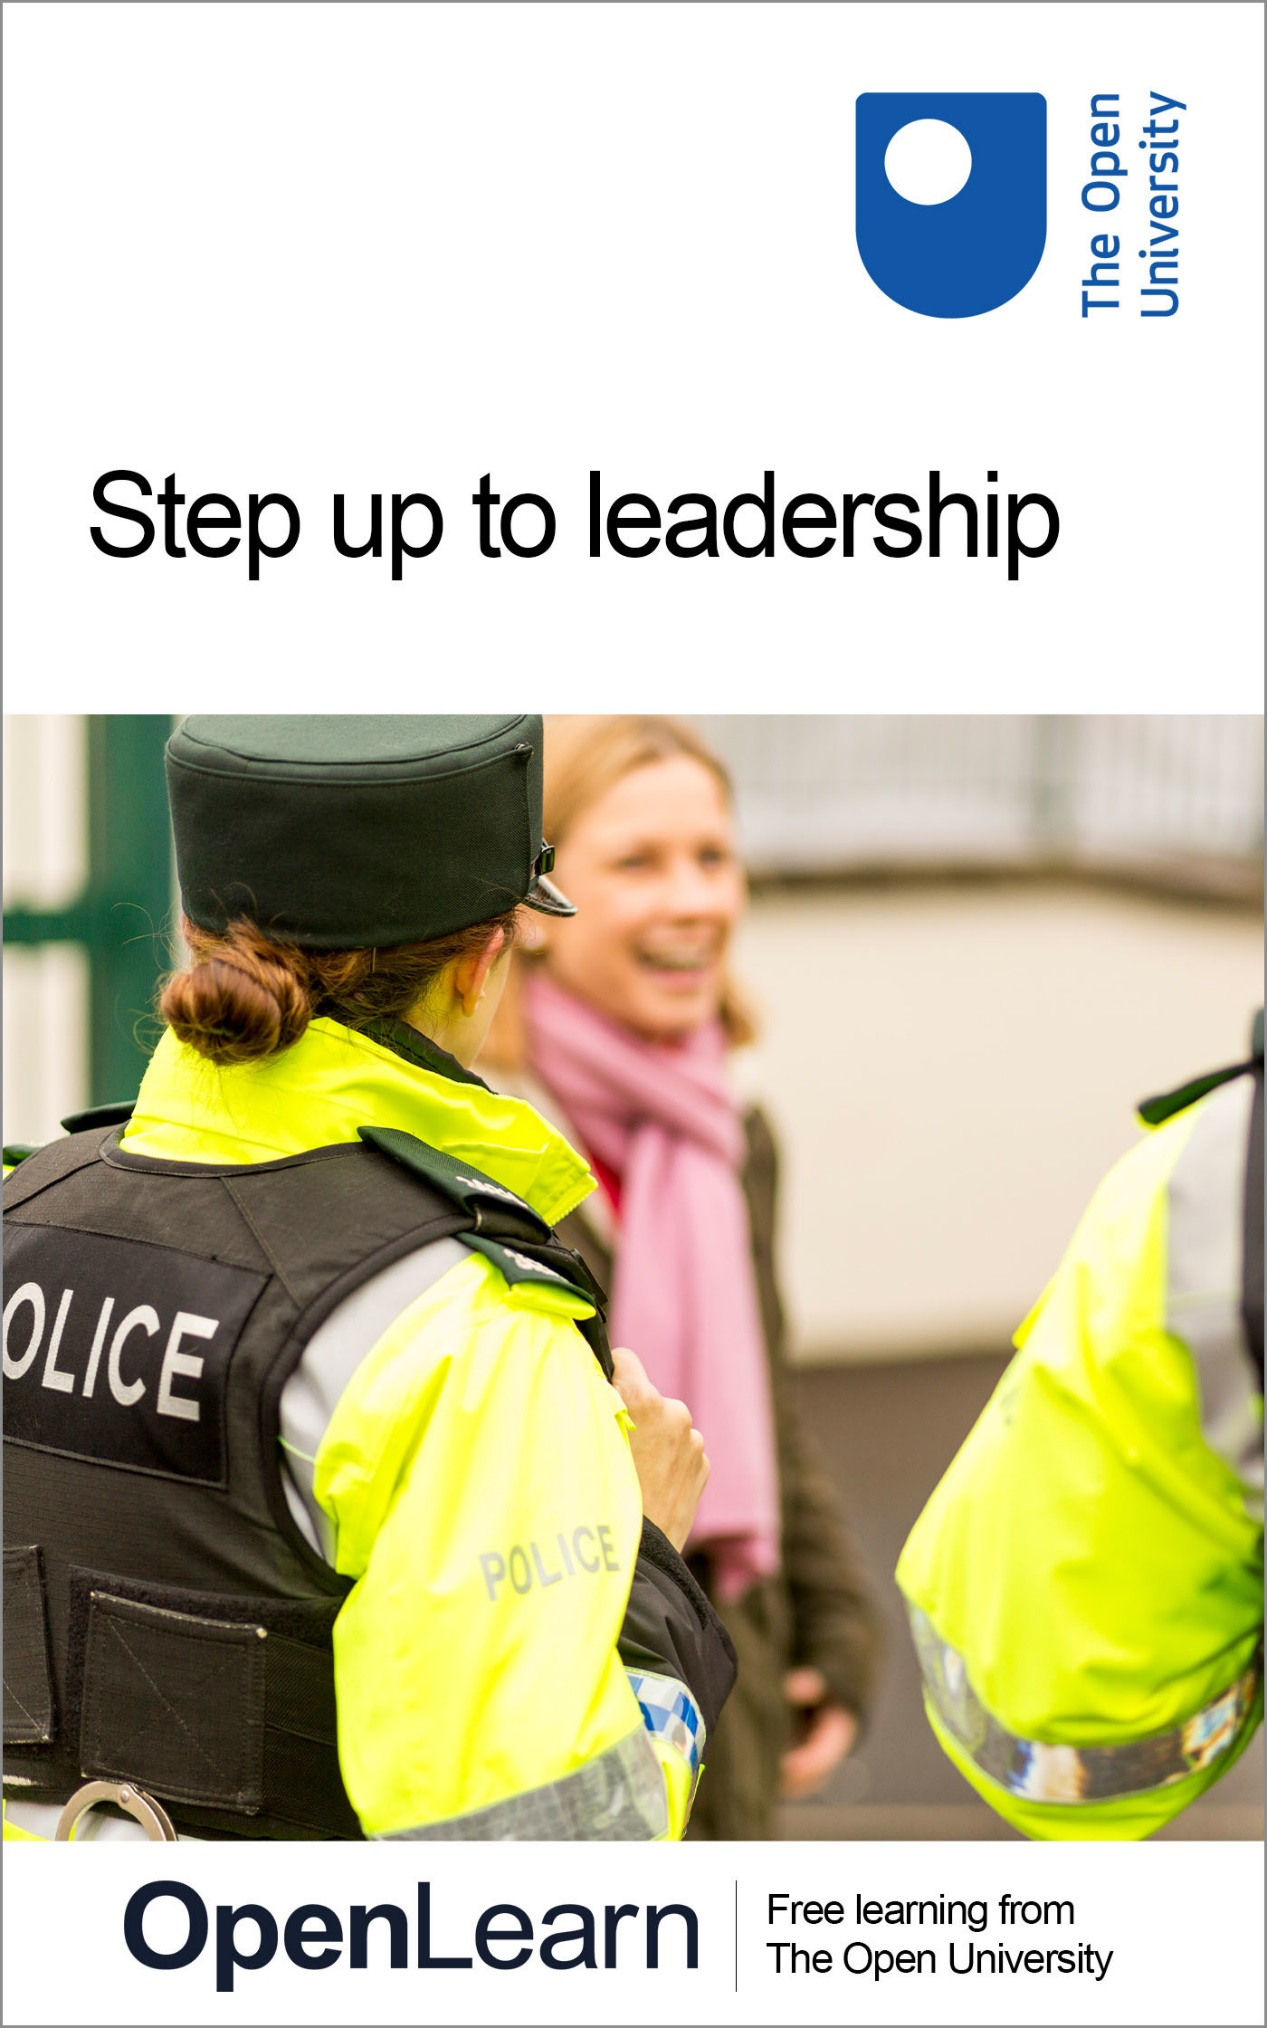 The Open
University
Step up to leadership
OLICE
POLICE
OpenLearn
Free learning from
The Open University